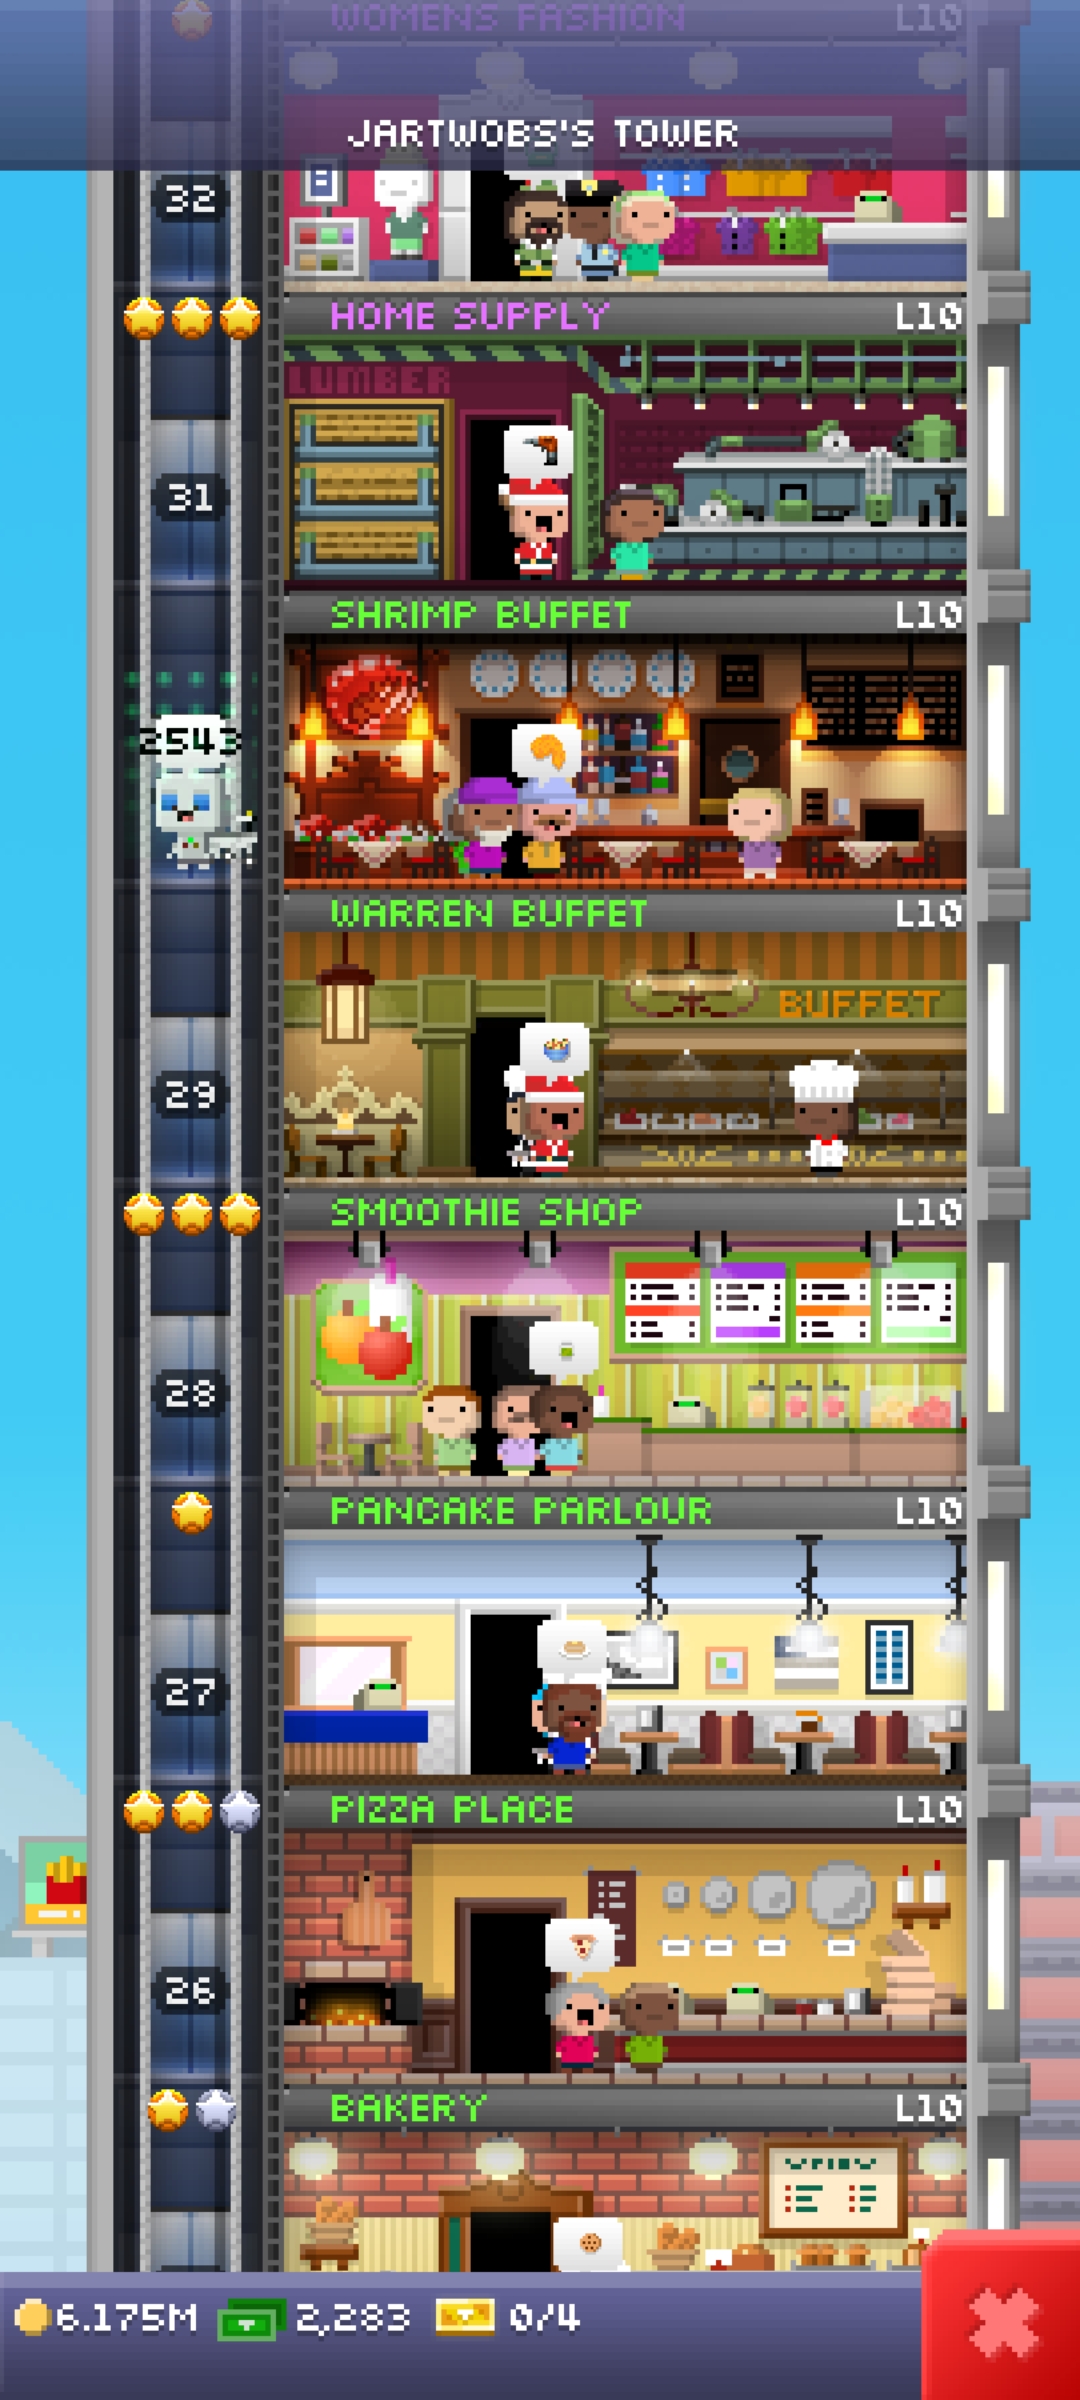 WOMENS FASHION L10
JARTWOBS'S TOWER
32
HOME SUPPLY L10
LUMBER
31
SHRIMP BUFFET L10
2543
WARREN BUFFET L10
BUFFET
29
SMOOTHIE SHOP L10
28
PANCAKE PARLOUR L10
27
PIZZA PLACE L10
26
BAKERY L10
6.175M 2,283 0/4